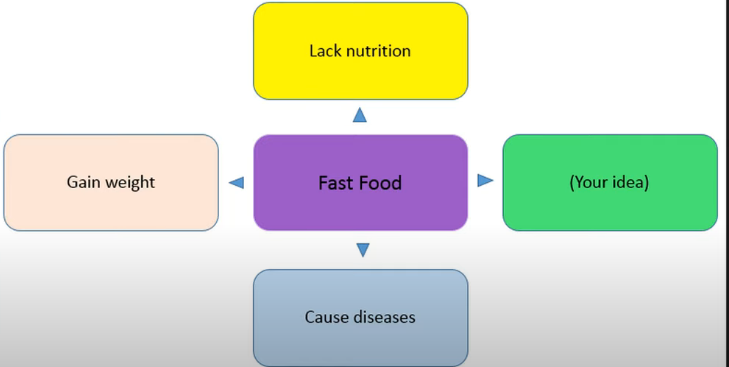 Lack nutrition
Gain weight
Fast Food
(Your idea)
Cause diseases